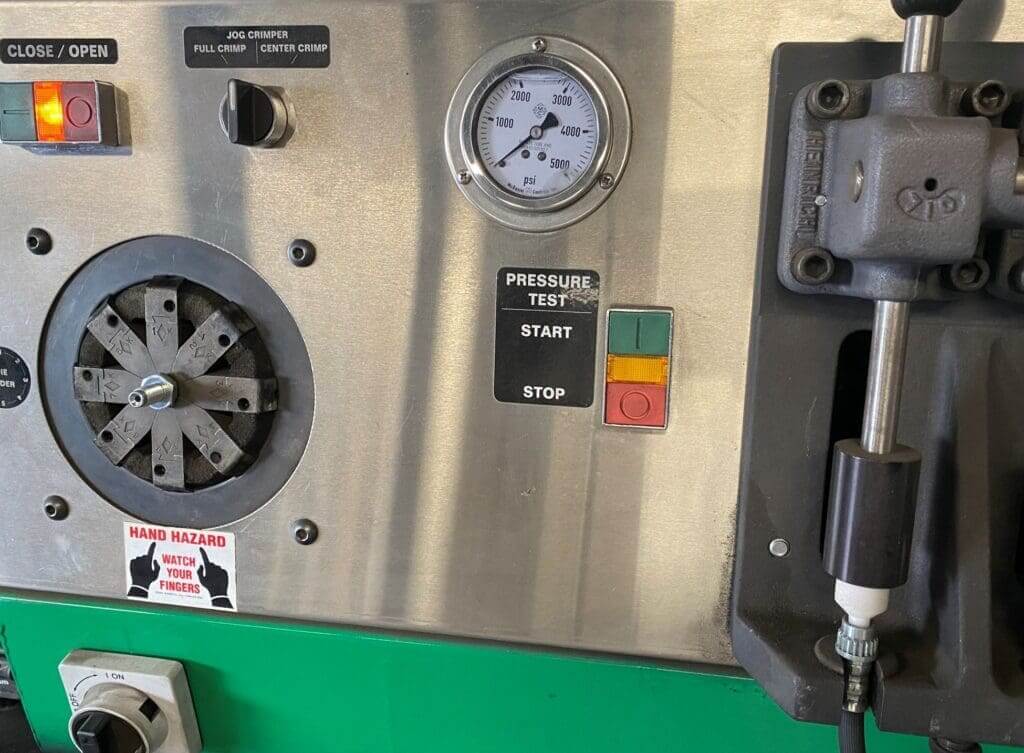 CLOSE / OPEN
JOG CRIMPER
FULL CRIMP
CENTER CRIMP
1000
2000
3000
4000
5000
psi
PRESSURE
TEST
START
STOP
HEINRICH
HAND HAZARD
WATCH
YOUR
FINGERS
OFF
I ON